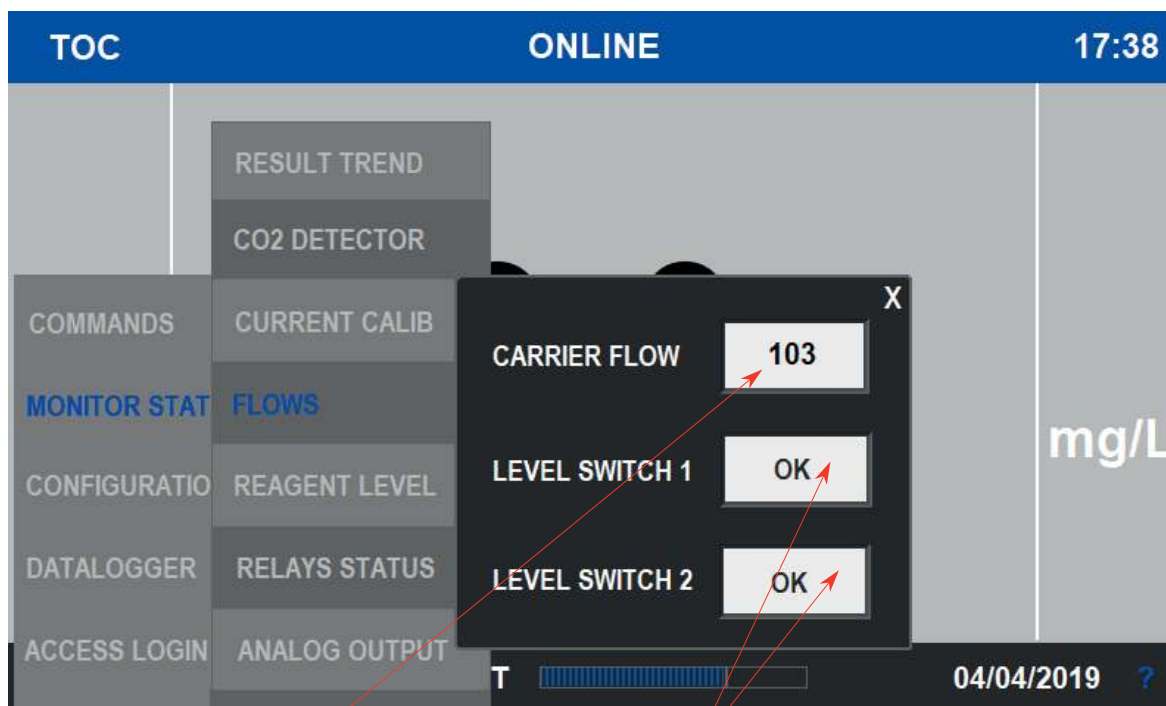 TOC ONLINE 17:38
RESULT TREND
CO2 DETECTOR
COMMANDS
MONITOR STAT
CONFIGURATIO
DATALOGGER
ACCESS LOGIN
CURRENT CALIB
FLOWS
REAGENT LEVEL
RELAYS STATUS
ANALOG OUTPUT
X
CARRIER FLOW 103
LEVEL SWITCH 1 OK
LEVEL SWITCH 2 OK
mg/L
T 04/04/2019 ?